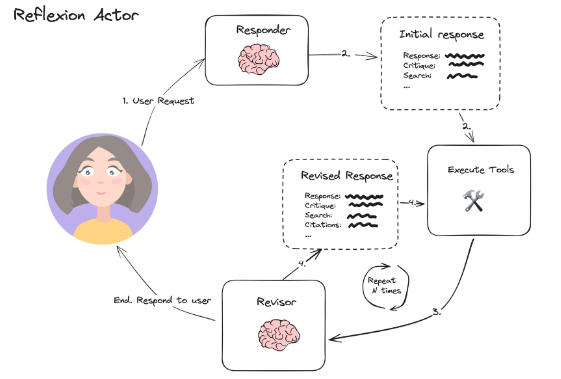 Reflexion Actor
Responder
Initial response
Response:
Critique:
Search:
...
1. User Request
2.
2.
Execute Tools
Revised Response
Response:
Critique:
Search:
Citations:
...
4.
4.
Repeat
N times
3.
Revisor
End. Respond to user